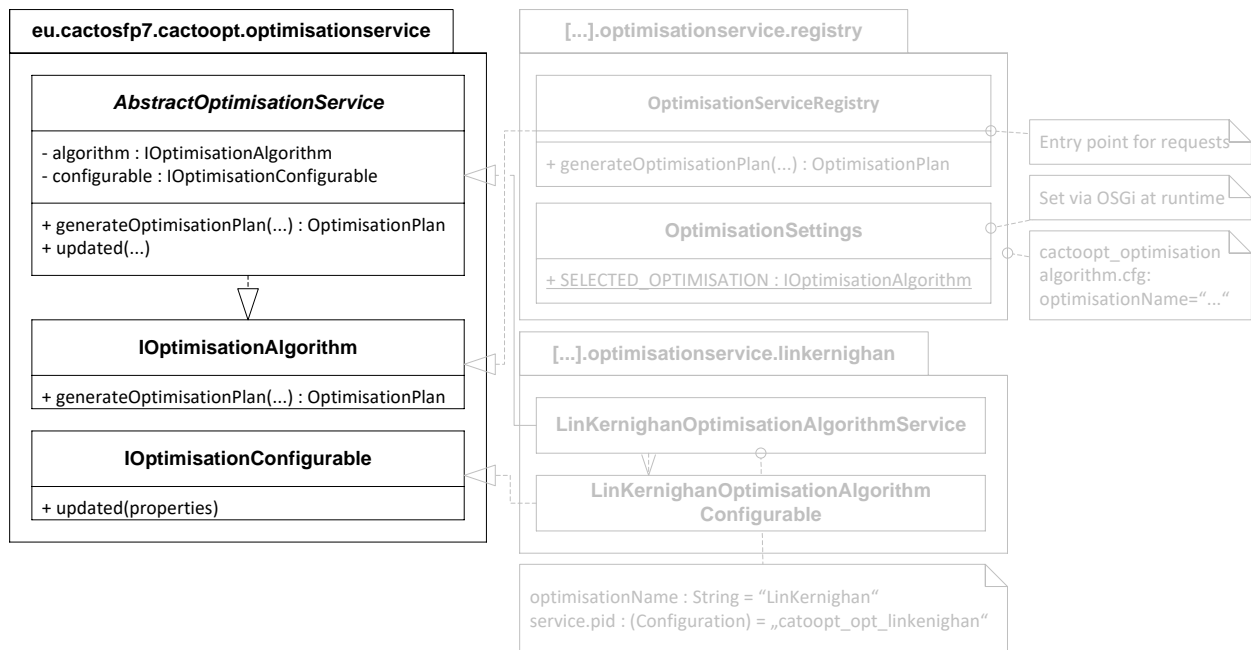 eu.cactosfp7.cactoopt.optimisationservice
AbstractOptimisationService
- algorithm : IOptimisationAlgorithm
- configurable : IOptimisationConfigurable
+ generateOptimisationPlan(...) : OptimisationPlan
+ updated(...)
IOptimisationAlgorithm
+ generateOptimisationPlan(...) : OptimisationPlan
IOptimisationConfigurable
+ updated(properties)
[...].optimisationservice.registry
OptimisationServiceRegistry
+ generateOptimisationPlan(...) : OptimisationPlan
OptimisationSettings
+ SELECTED_OPTIMISATION : IOptimisationAlgorithm
Entry point for requests
Set via OSGi at runtime
cactoopt_optimisation
algorithm.cfg:
optimisationName=“...“
[...].optimisationservice.linkernighan
LinKernighanOptimisationAlgorithmService
LinKernighanOptimisationAlgorithm
Configurable
optimisationName : String = “LinKernighan“
service.pid : (Configuration) = „catoopt_opt_linkenighan“